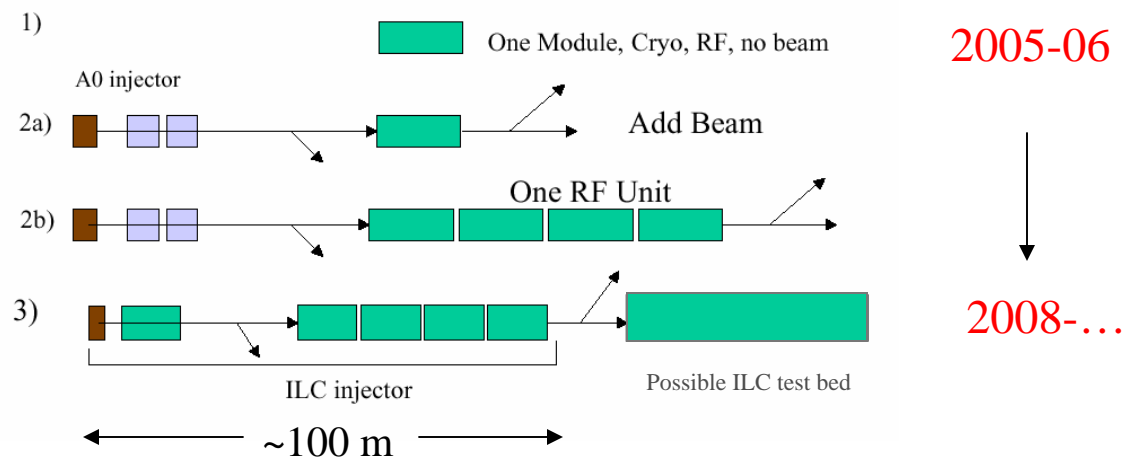 1)
One Module, Cryo, RF, no beam
2005-06
A0 injector
2a)
Add Beam
One RF Unit
2b)
3)
2008-…
ILC injector
Possible ILC test bed
~100 m